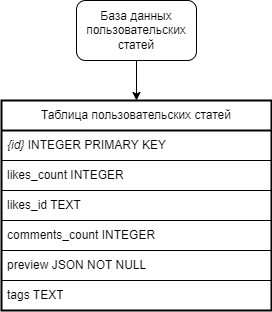 База данных
пользовательских
статей
Таблица пользовательских статей
{id} INTEGER PRIMARY KEY
likes_count INTEGER
likes_id TEXT
comments_count INTEGER
preview JSON NOT NULL
tags TEXT